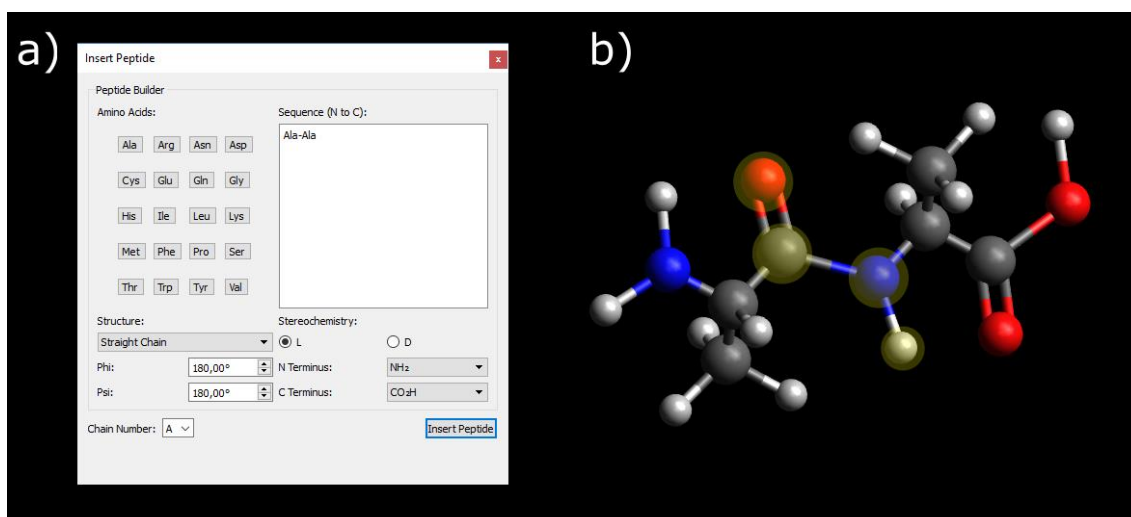 a)
b)
Insert Peptide
x
Peptide Builder
Amino Acids:
Sequence (N to C):
Ala Arg Asn Asp
Ala-Ala
Cys Glu Gln Gly
His Ile Leu Lys
Met Phe Pro Ser
Thr Trp Tyr Val
Structure:
Stereochemistry:
Straight Chain
L
D
Phi:
180,00°
N Terminus:
NH₂
Psi:
180,00°
C Terminus:
CO₂H
Chain Number:
A
Insert Peptide